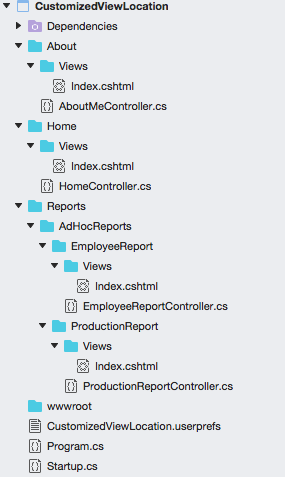 CustomizedViewLocation
Dependencies
About
Views
Index.cshtml
AboutMeController.cs
Home
Views
Index.cshtml
HomeController.cs
Reports
AdHocReports
EmployeeReport
Views
Index.cshtml
EmployeeReportController.cs
ProductionReport
Views
Index.cshtml
ProductionReportController.cs
wwwroot
CustomizedViewLocation.userprefs
Program.cs
Startup.cs